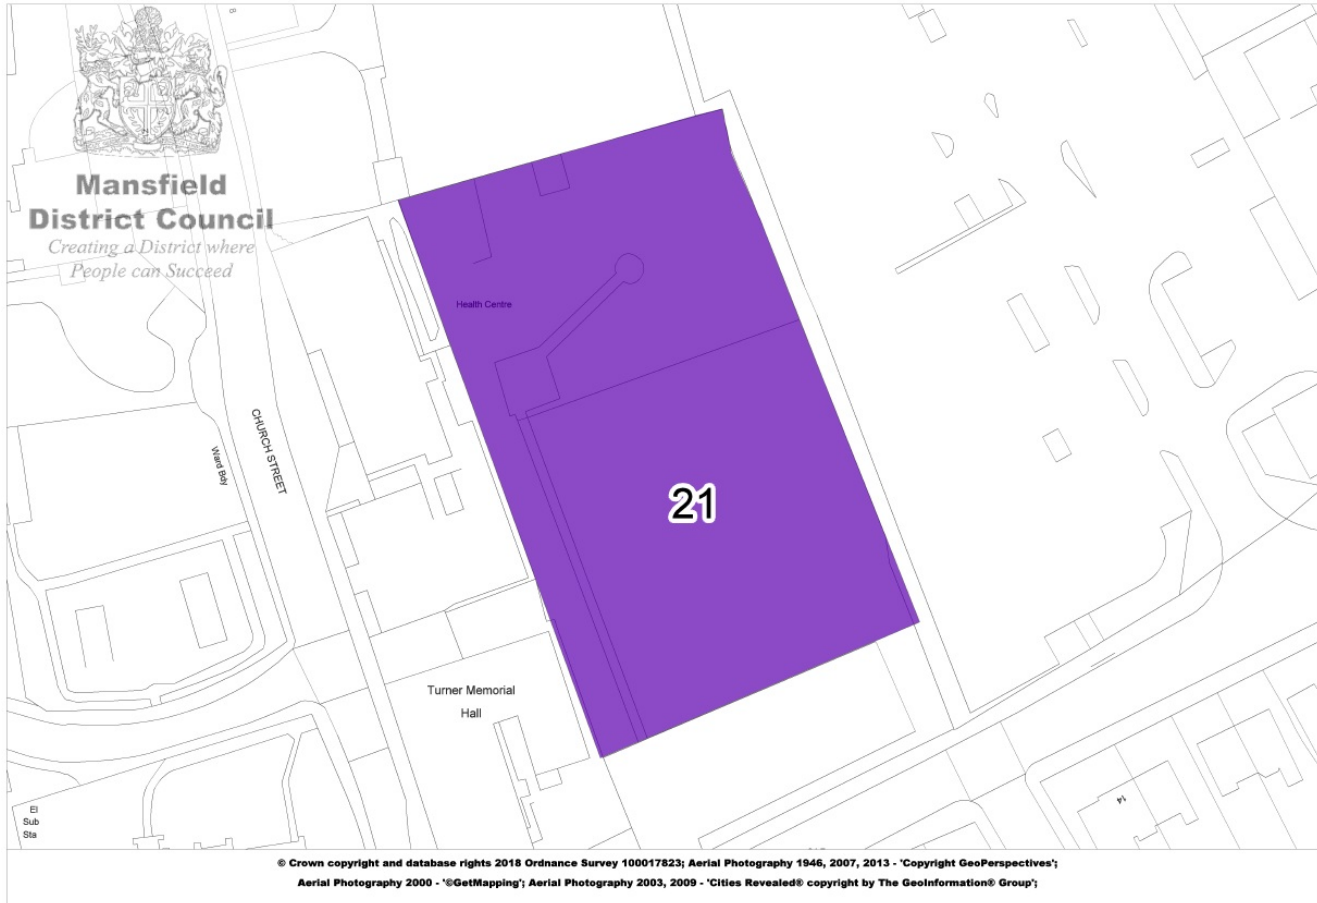 8
Mansfield
District Council
Creating a District where
People can Succeed
Health Centre
CHURCH STREET
Ward Bdy
21
Turner Memorial
Hall
El
Sub
Sta
14
© Crown copyright and database rights 2018 Ordnance Survey 100017823; Aerial Photography 1946, 2007, 2013 - 'Copyright GeoPerspectives';
Aerial Photography 2000 - '©GetMapping'; Aerial Photography 2003, 2009 - 'Cities Revealed® copyright by The GeoInformation® Group';